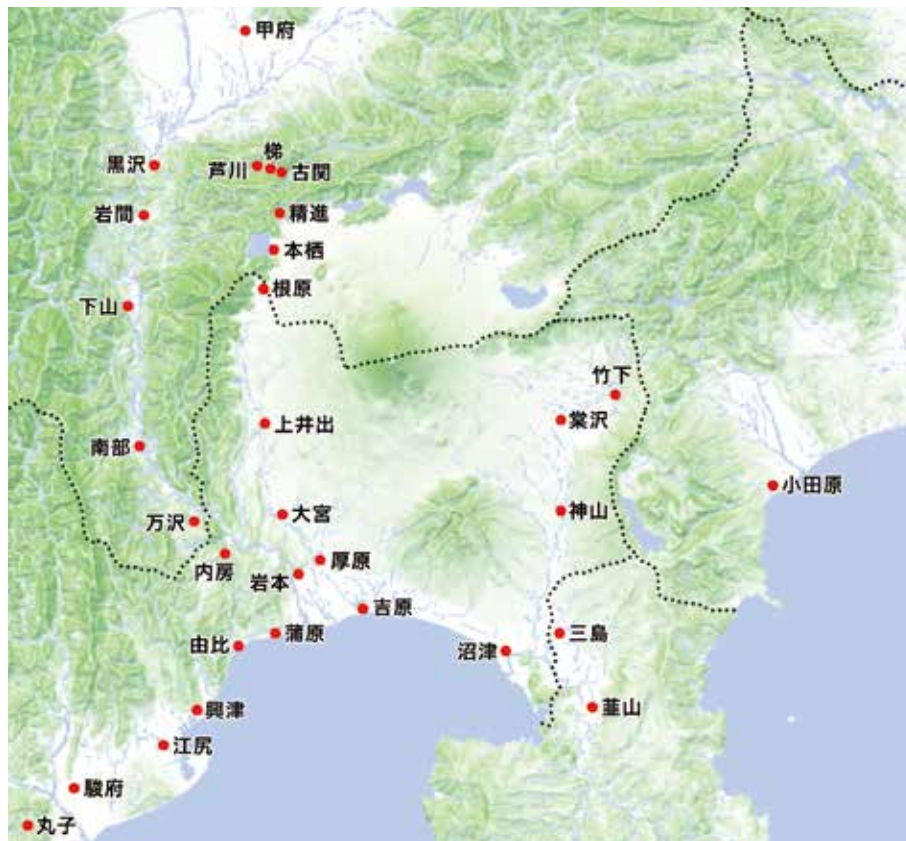 甲府
黒沢
芦川
梯
古関
岩間
精進
本栖
根原
下山
竹下
上井出
棠沢
南部
小田原
大宮
神山
万沢
内房
厚原
岩本
吉原
蒲原
三島
由比
沼津
韮山
興津
江尻
駿府
丸子